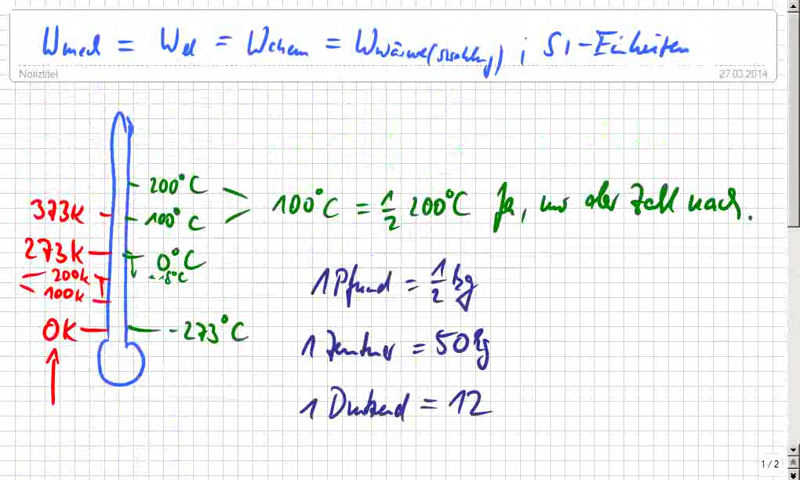 Wmech = Wel = Wchem = Wwärme(strahlung) ; SI-Einheiten
Notiztitel
27.03.2014
200°C
373K
100°C
100°C = 1/2 200°C Ja, nur der Zahl nach.
273K
0°C
200K
100K
1 Pfund = 1/2 kg
0K
-273°C
1 Zentner = 50kg
1 Dutzend = 12
1/2